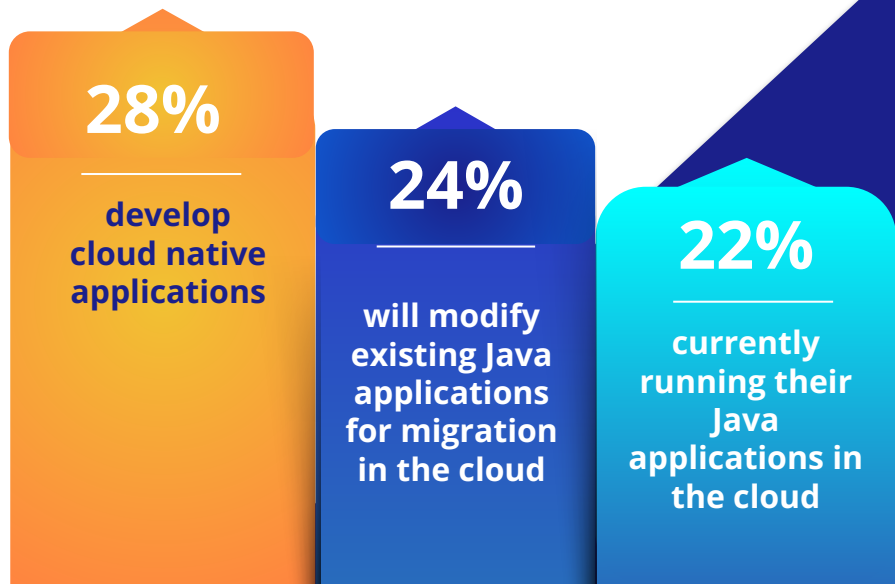 28%
develop
cloud native
applications
24%
will modify
existing Java
applications
for migration
in the cloud
22%
currently
running their
Java
applications in
the cloud